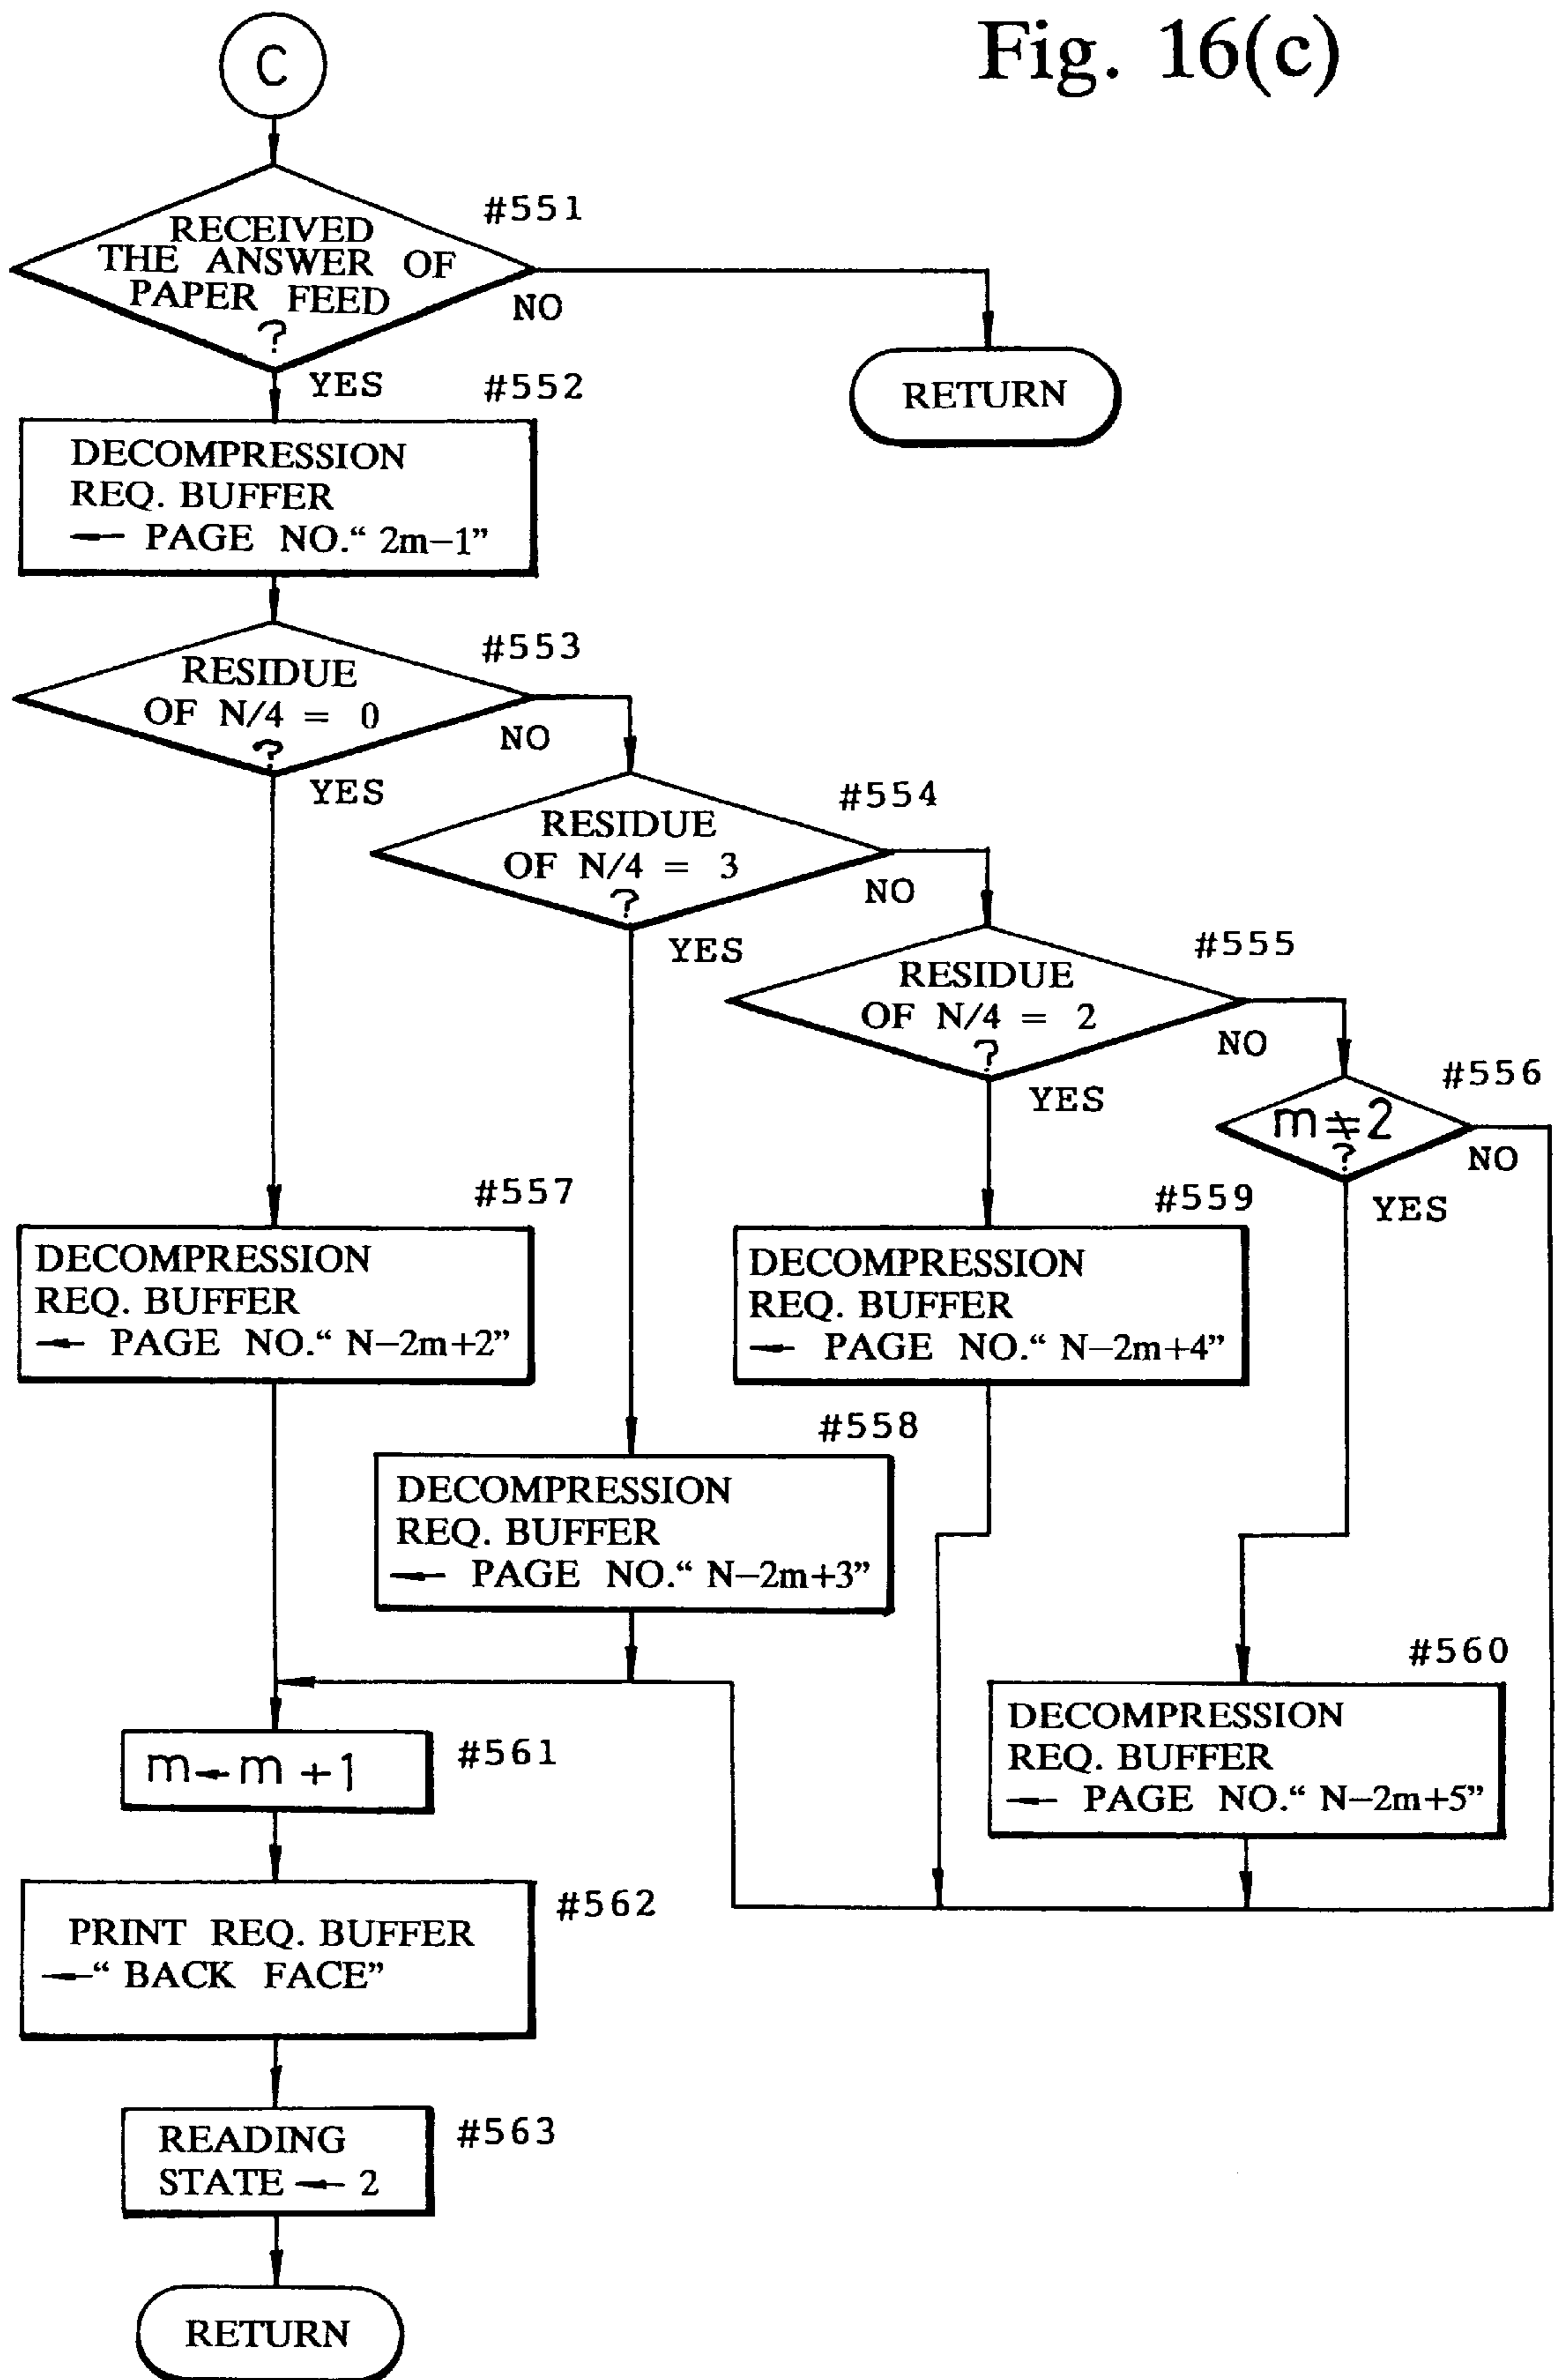 Fig. 16(c)
C
#551
RECEIVED
THE ANSWER OF
PAPER FEED
?
NO
YES
RETURN
#552
DECOMPRESSION
REQ. BUFFER
← PAGE NO.“ 2m−1”
#553
RESIDUE
OF N/4 = 0
?
NO
YES
#554
RESIDUE
OF N/4 = 3
?
NO
YES
#555
RESIDUE
OF N/4 = 2
?
NO
YES
#556
m≠2
?
NO
YES
#557
DECOMPRESSION
REQ. BUFFER
← PAGE NO.“ N−2m+2”
#559
DECOMPRESSION
REQ. BUFFER
← PAGE NO.“ N−2m+4”
#558
DECOMPRESSION
REQ. BUFFER
← PAGE NO.“ N−2m+3”
#560
DECOMPRESSION
REQ. BUFFER
← PAGE NO.“ N−2m+5”
m←m +1
#561
#562
PRINT REQ. BUFFER
←“ BACK FACE”
#563
READING
STATE ← 2
RETURN